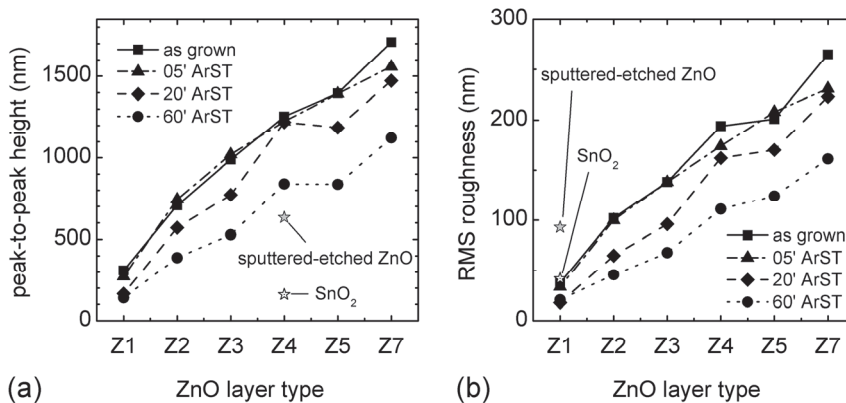 peak-to-peak height (nm)
1500
1000
500
0
as grown
05' ArST
20' ArST
60' ArST
sputtered-etched ZnO
SnO₂
Z1 Z2 Z3 Z4 Z5 Z7
(a) ZnO layer type
RMS roughness (nm)
300
200
100
0
sputtered-etched ZnO
SnO₂
as grown
05' ArST
20' ArST
60' ArST
Z1 Z2 Z3 Z4 Z5 Z7
(b) ZnO layer type